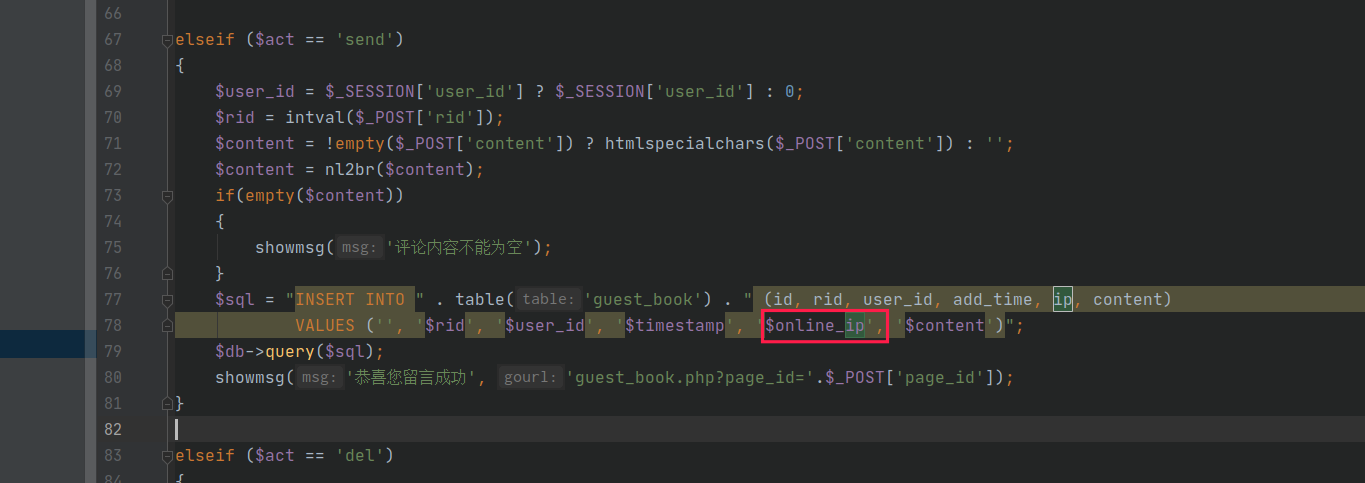 66
67 elseif ($act == 'send')
68 {
69 $user_id = $_SESSION['user_id'] ? $_SESSION['user_id'] : 0;
70 $rid = intval($_POST['rid']);
71 $content = !empty($_POST['content']) ? htmlspecialchars($_POST['content']) : '';
72 $content = nl2br($content);
73 if(empty($content))
74 {
75 showmsg( msg: '评论内容不能为空');
76 }
77 $sql = "INSERT INTO " . table( table: 'guest_book') . " (id, rid, user_id, add_time, ip, content)
78 VALUES ('', '$rid', '$user_id', '$timestamp', '$online_ip', '$content')";
79 $db->query($sql);
80 showmsg( msg: '恭喜您留言成功', gourl: 'guest_book.php?page_id='.$_POST['page_id']);
81 }
82
83 elseif ($act == 'del')
84 {